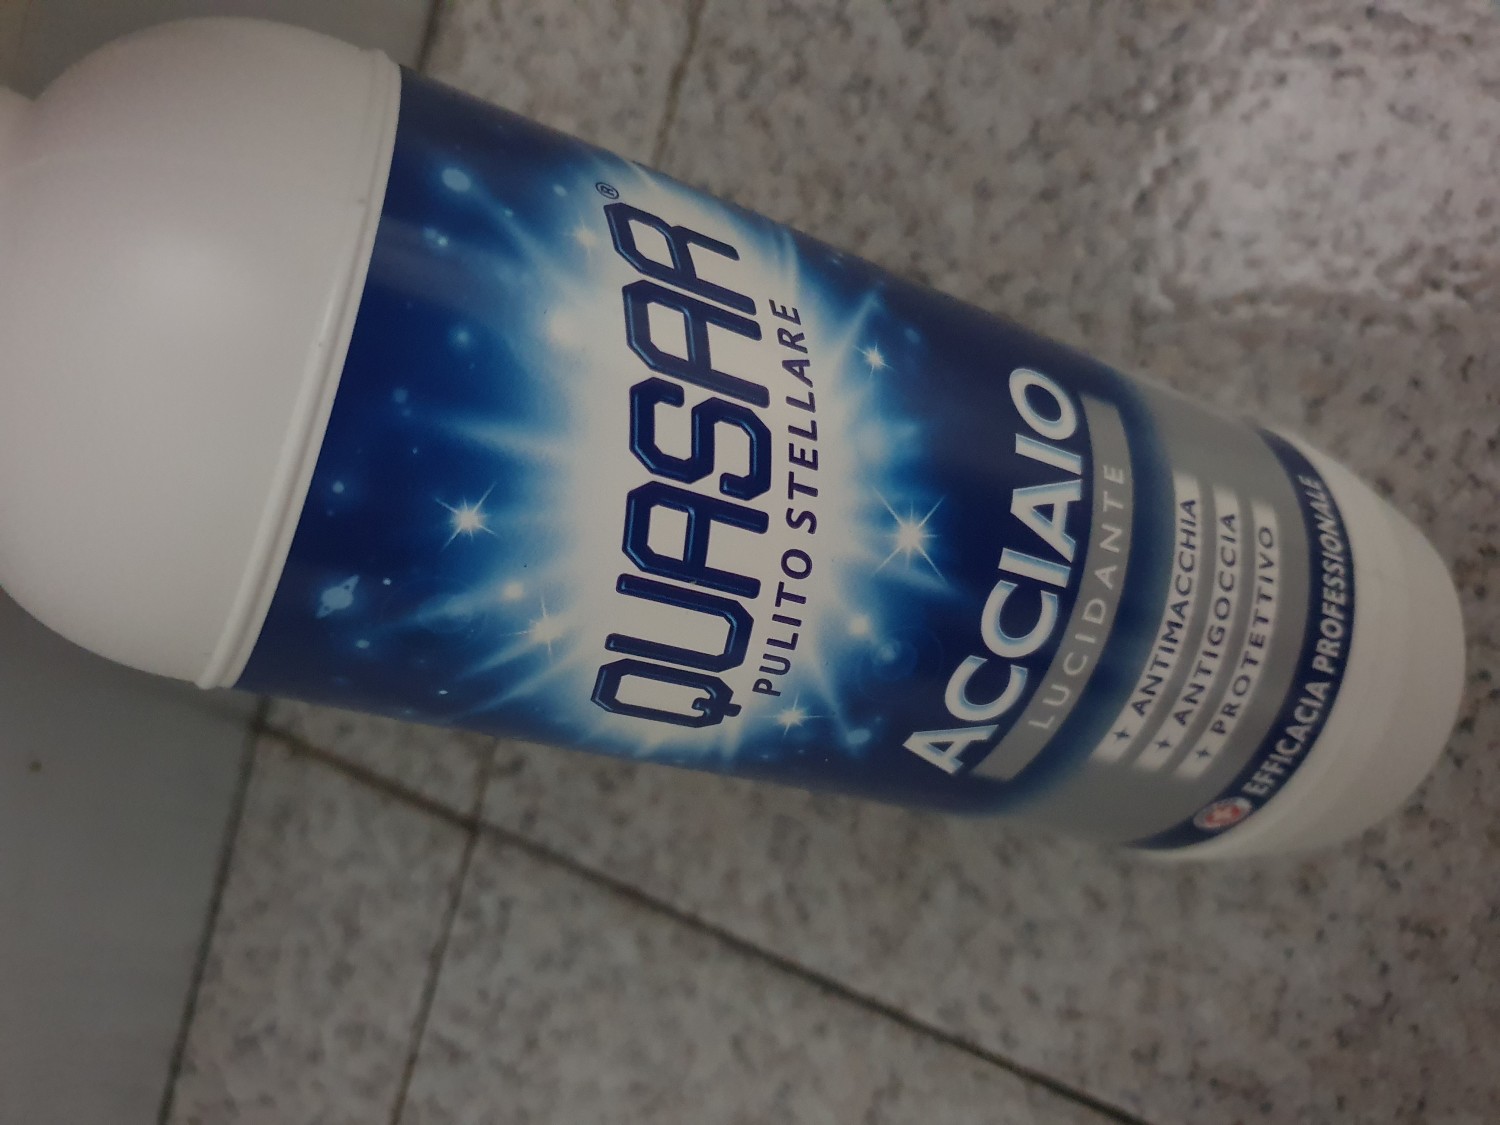 QUASAR®
PULITO STELLARE
ACCIAIO
LUCIDANTE
+ ANTIMACCHIA
+ ANTIGOCCIA
+ PROTETTIVO
EFFICACIA PROFESSIONALE